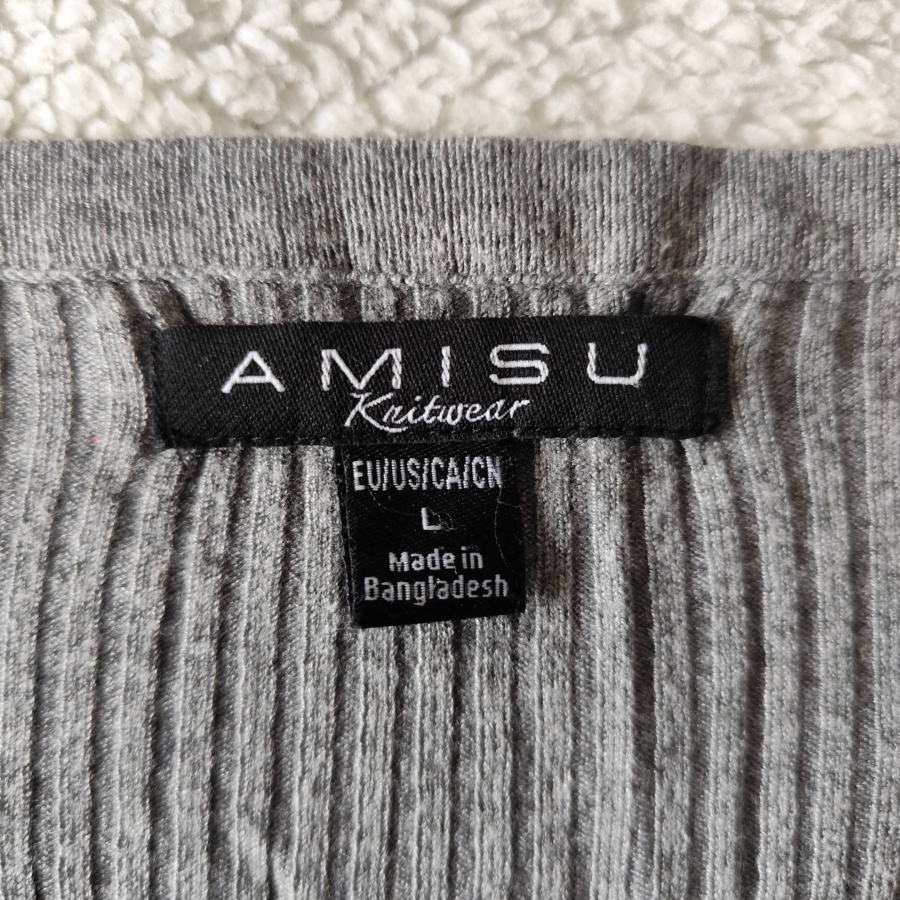 AMISU
Knitwear
EU/US/CA/CN
L
Made in
Bangladesh